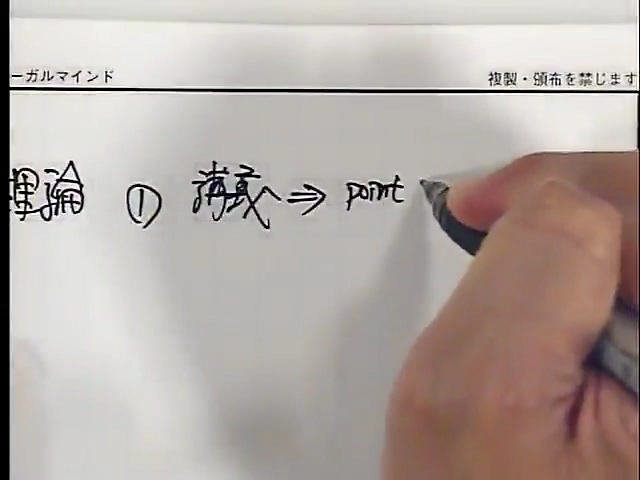 ーガルマインド 複製・頒布を禁じます
理論 ① 講義 ⇒ point